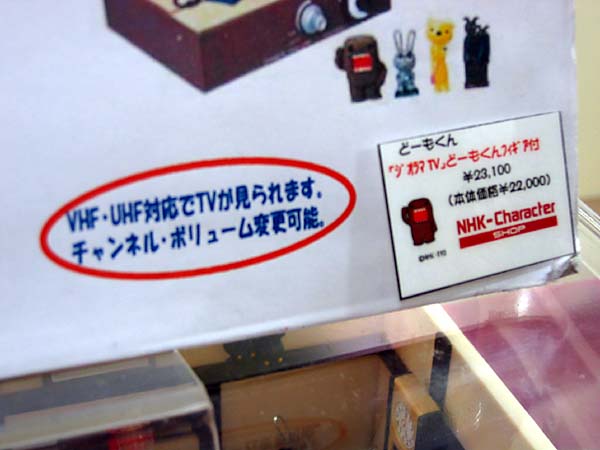 VHF・UHF対応でTVが見られます。
チャンネル・ボリューム変更可能。
どーもくん
「ジオラマTV」どーもくんフィギア付
¥23,100
(本体価格¥22,000)
NHK-Character
SHOP